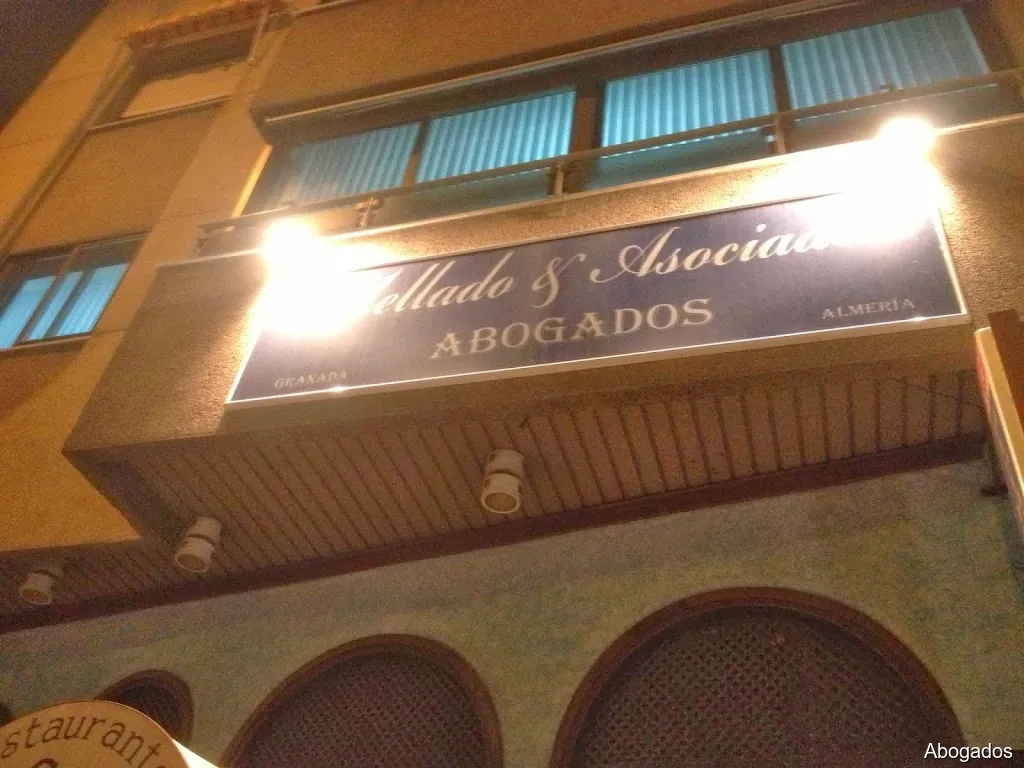 ellado & Asociad
ABOGADOS
GRANADA
ALMERÍA
staurante
Abogados